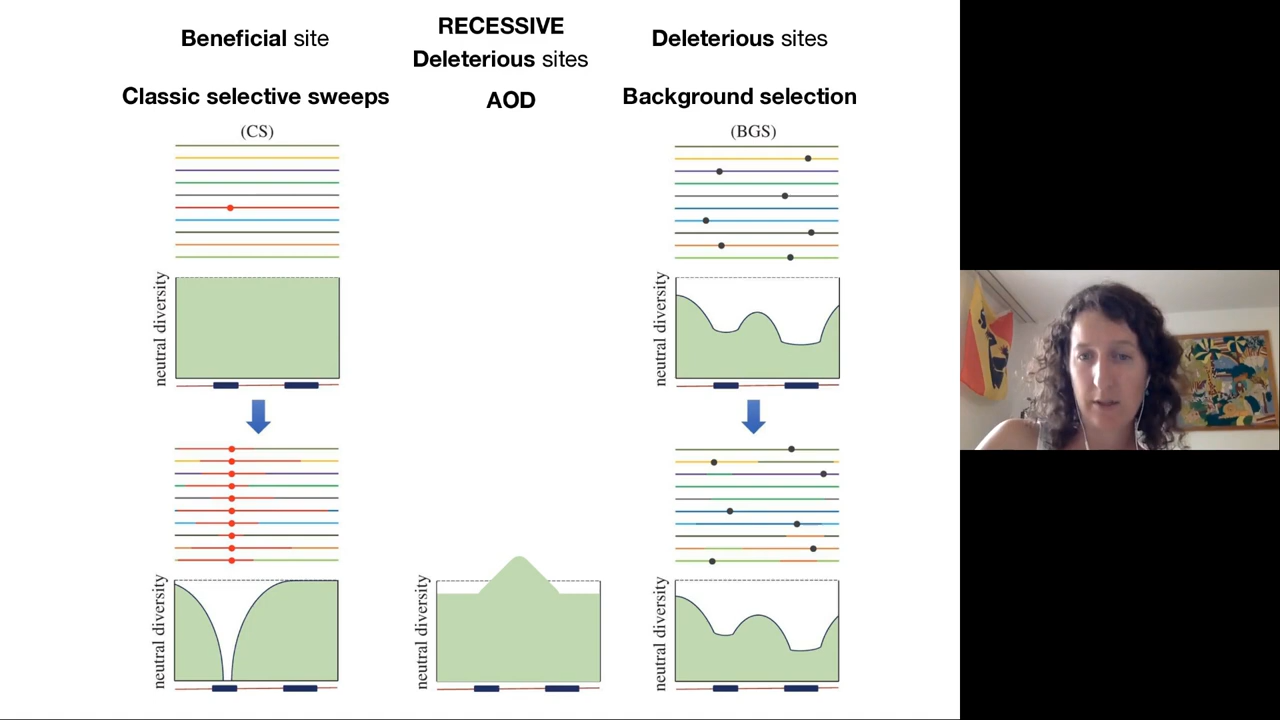 Beneficial site
Classic selective sweeps
(CS)
neutral diversity
neutral diversity
RECESSIVE
Deleterious sites
AOD
neutral diversity
Deleterious sites
Background selection
(BGS)
neutral diversity
neutral diversity